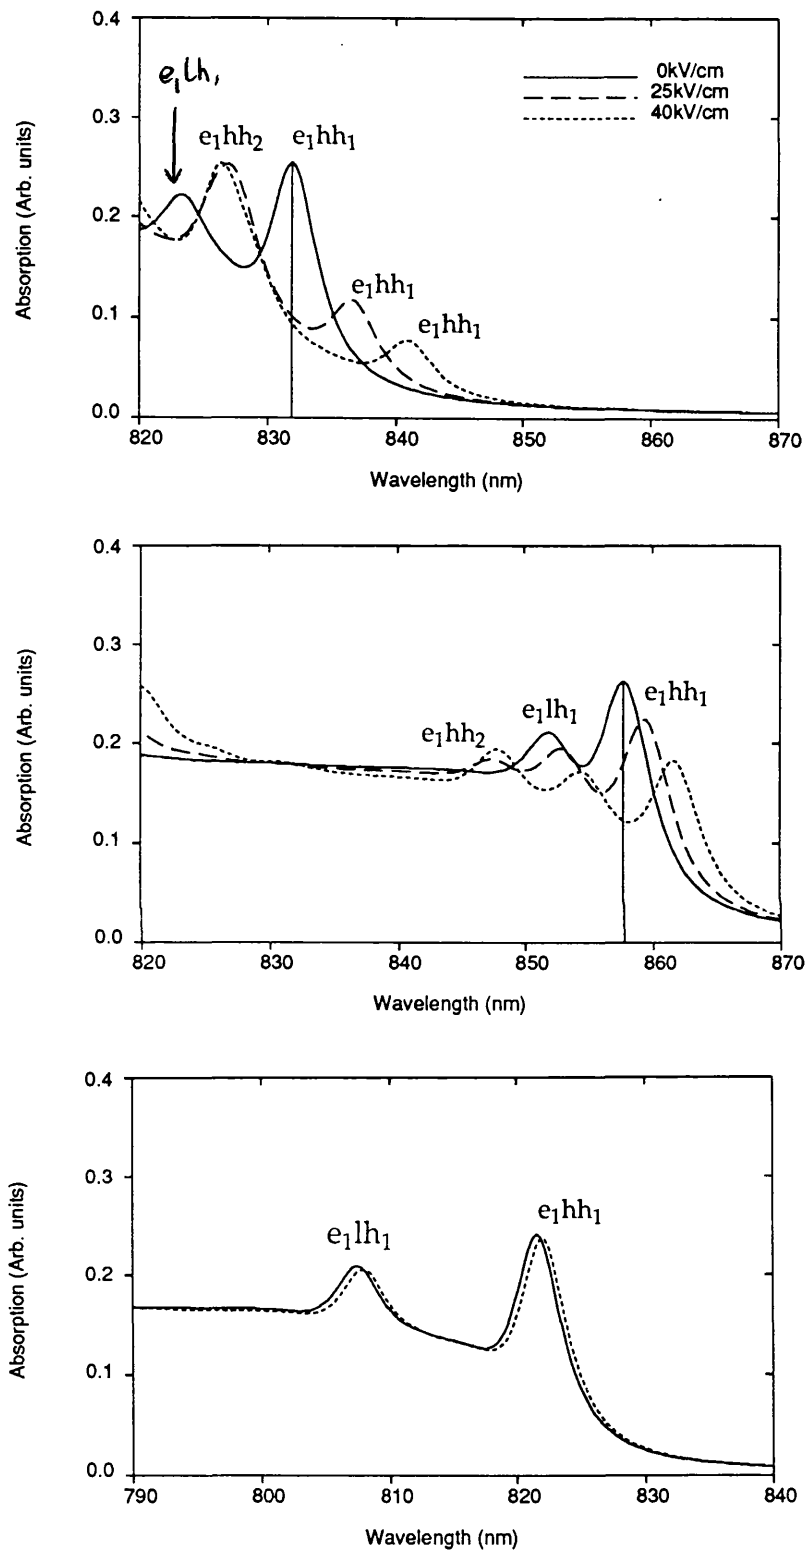 0.4
e₁lh₁
0kV/cm
25kV/cm
40kV/cm
0.3
e₁hh₂
e₁hh₁
0.2
e₁hh₁
e₁hh₁
0.1
0.0
Absorption (Arb. units)
820 830 840 850 860 870
Wavelength (nm)
0.4
0.3
e₁hh₁
e₁lh₁
e₁hh₂
0.2
0.1
0.0
Absorption (Arb. units)
820 830 840 850 860 870
Wavelength (nm)
0.4
0.3
e₁hh₁
e₁lh₁
0.2
0.1
0.0
Absorption (Arb. units)
790 800 810 820 830 840
Wavelength (nm)